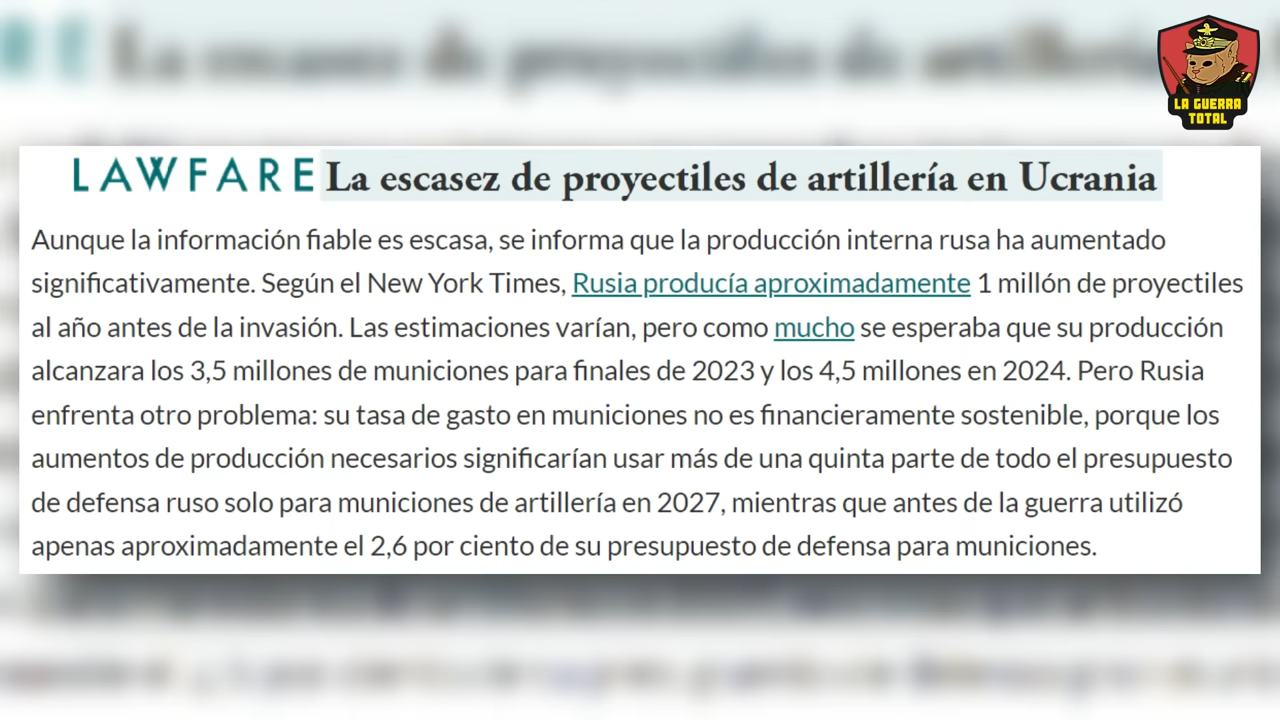 LA GUERRA
TOTAL
LAWFARE La escasez de proyectiles de artillería en Ucrania
Aunque la información fiable es escasa, se informa que la producción interna rusa ha aumentado
significativamente. Según el New York Times, Rusia producía aproximadamente 1 millón de proyectiles
al año antes de la invasión. Las estimaciones varían, pero como mucho se esperaba que su producción
alcanzara los 3,5 millones de municiones para finales de 2023 y los 4,5 millones en 2024. Pero Rusia
enfrenta otro problema: su tasa de gasto en municiones no es financieramente sostenible, porque los
aumentos de producción necesarios significarían usar más de una quinta parte de todo el presupuesto
de defensa ruso solo para municiones de artillería en 2027, mientras que antes de la guerra utilizó
apenas aproximadamente el 2,6 por ciento de su presupuesto de defensa para municiones.